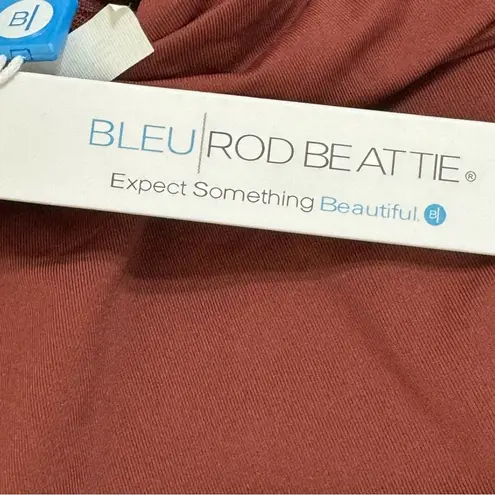 B|
BLEU|ROD BEATTIE®
Expect Something Beautiful. B|